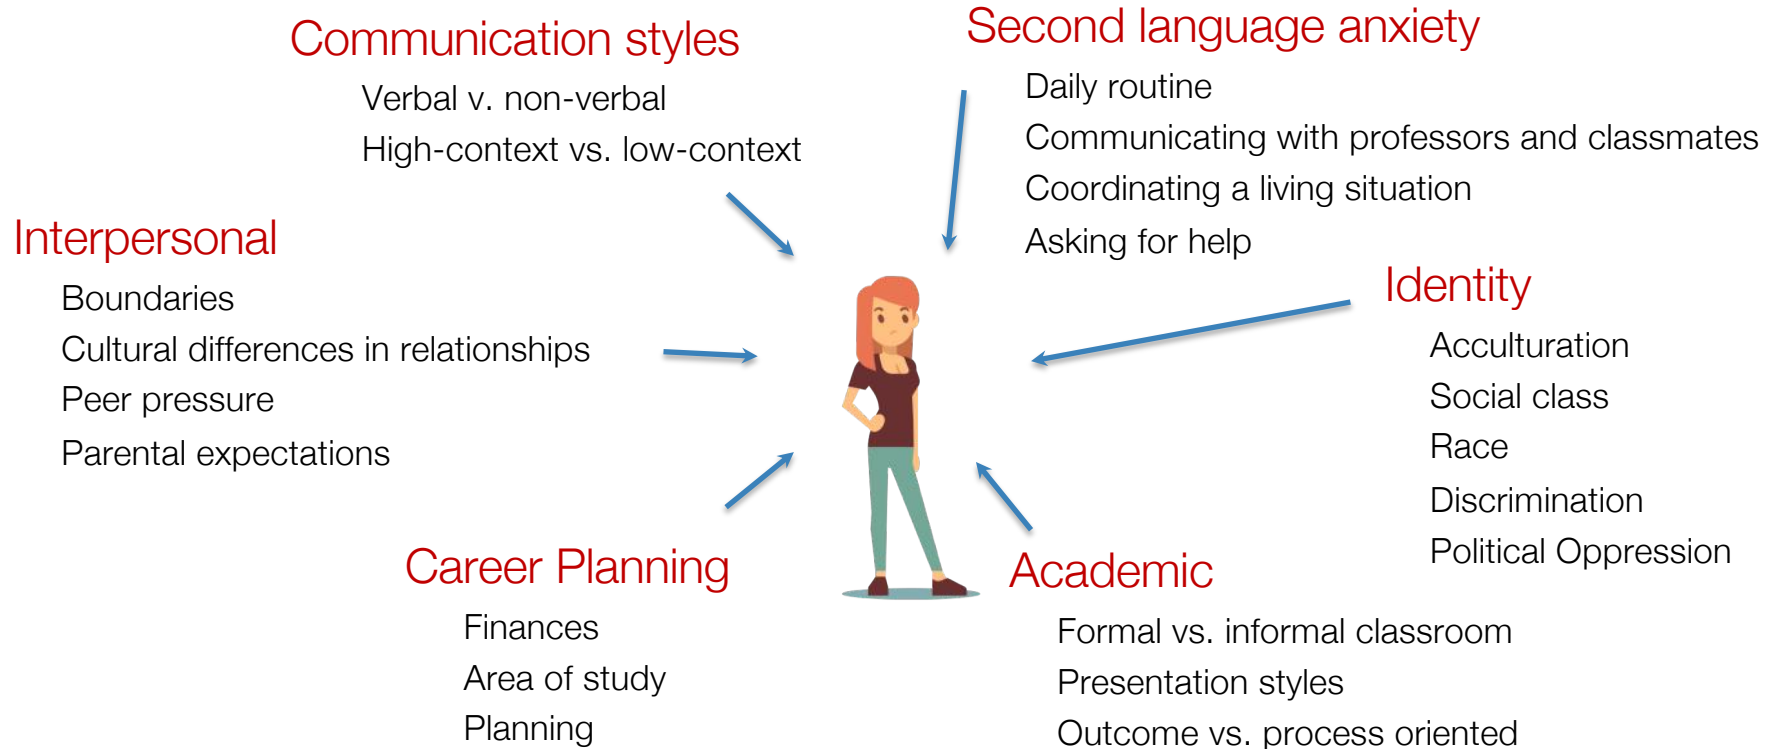 Communication styles
Verbal v. non-verbal
High-context vs. low-context
Second language anxiety
Daily routine
Communicating with professors and classmates
Coordinating a living situation
Asking for help
Interpersonal
Boundaries
Cultural differences in relationships
Peer pressure
Parental expectations
Identity
Acculturation
Social class
Race
Discrimination
Political Oppression
Career Planning
Finances
Area of study
Planning
Academic
Formal vs. informal classroom
Presentation styles
Outcome vs. process oriented